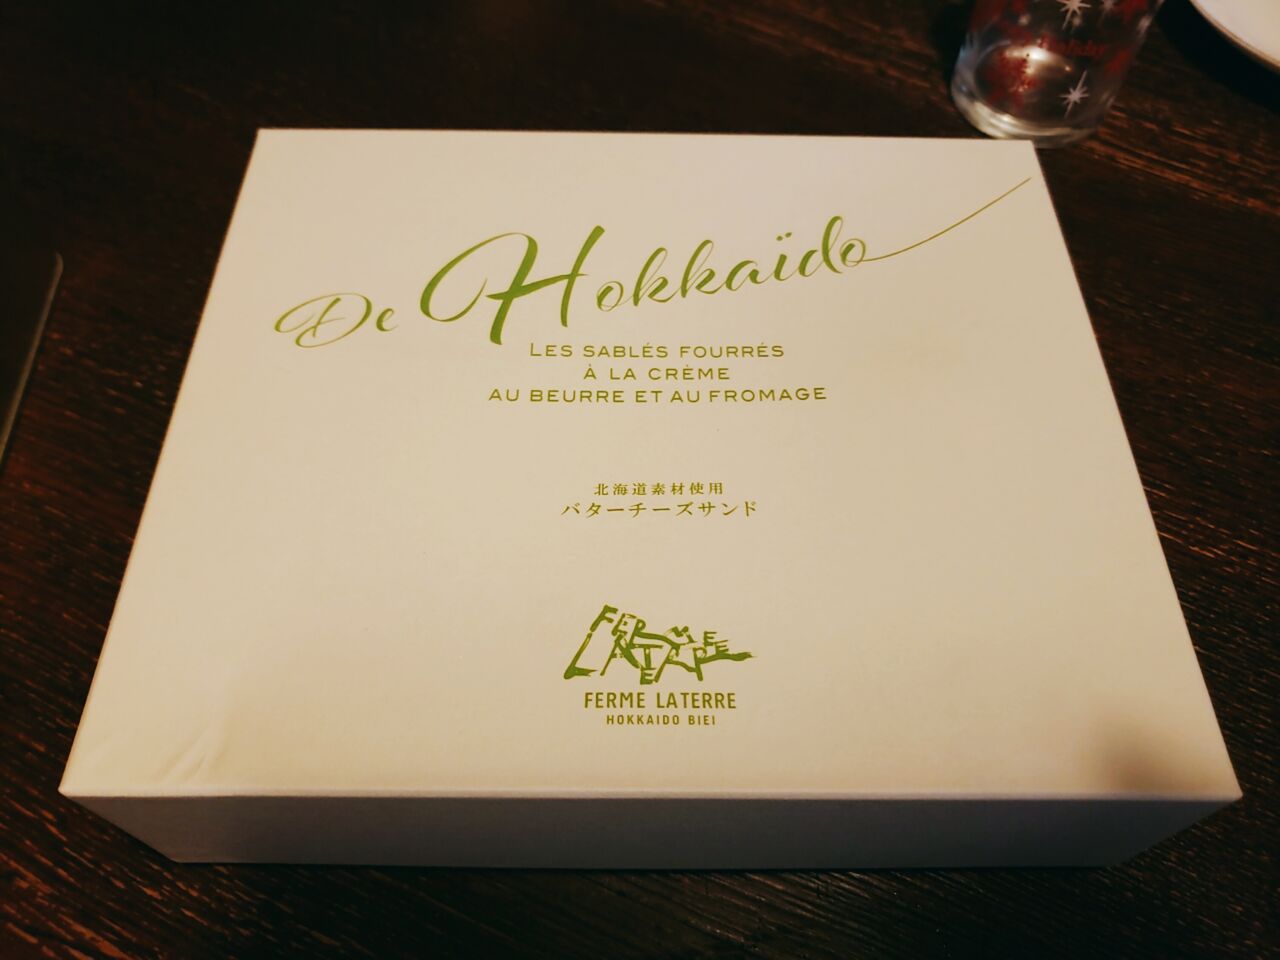 De Hokkaïdo
LES SABLÉS FOURRÉS
À LA CRÈME
AU BEURRE ET AU FROMAGE
北海道素材使用
バターチーズサンド
FERME
LATERRE
FERME LATERRE
HOKKAIDO BIEI
Holiday